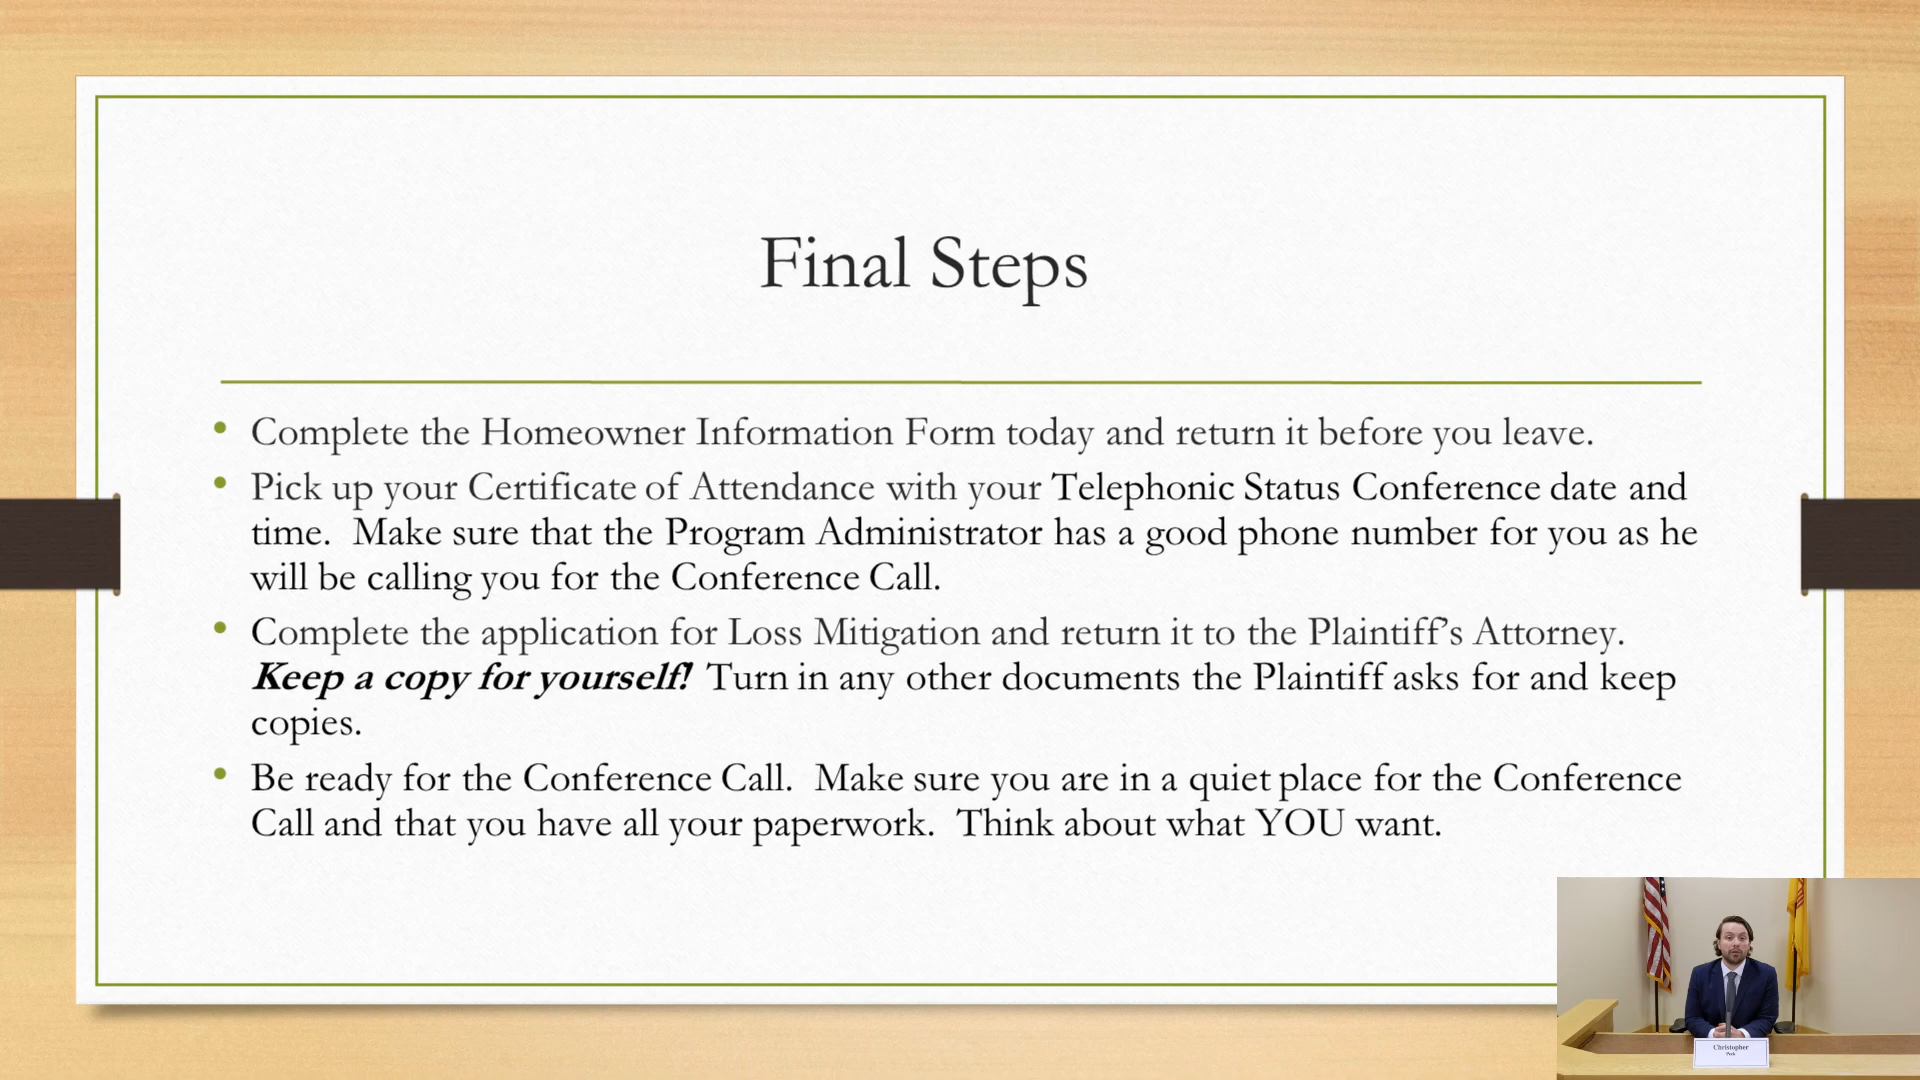 Final Steps
• Complete the Homeowner Information Form today and return it before you leave.
• Pick up your Certificate of Attendance with your Telephonic Status Conference date and
time.  Make sure that the Program Administrator has a good phone number for you as he
will be calling you for the Conference Call.
• Complete the application for Loss Mitigation and return it to the Plaintiff’s Attorney.
Keep a copy for yourself!  Turn in any other documents the Plaintiff asks for and keep
copies.
• Be ready for the Conference Call.  Make sure you are in a quiet place for the Conference
Call and that you have all your paperwork.  Think about what YOU want.
Christopher
Peck